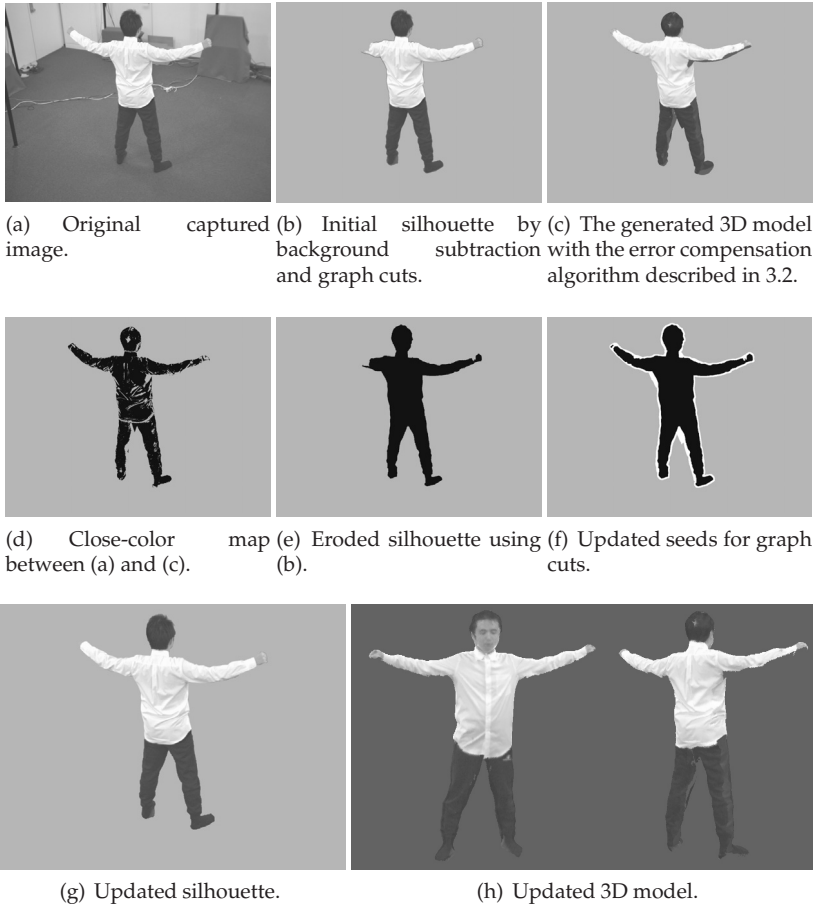 (a) Original captured image.
(b) Initial silhouette by background subtraction and graph cuts.
(c) The generated 3D model with the error compensation algorithm described in 3.2.
(d) Close-color map between (a) and (c).
(e) Eroded silhouette using (b).
(f) Updated seeds for graph cuts.
(g) Updated silhouette.
(h) Updated 3D model.